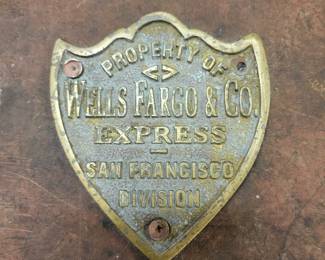 PROPERTY OF
<>
WELLS FARGO & CO.
EXPRESS
—
SAN FRANCISCO
DIVISION